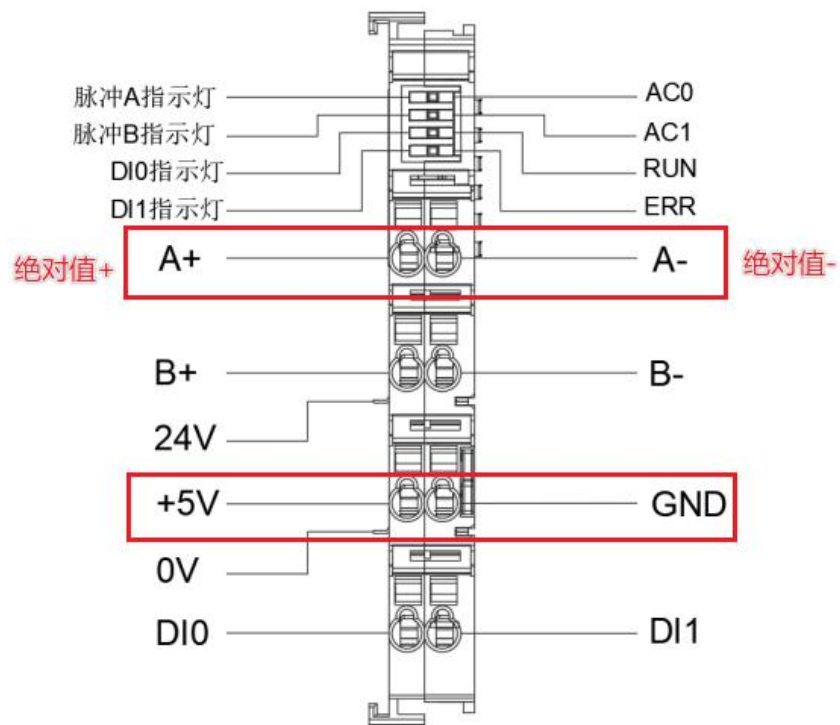 脉冲A指示灯 AC0
脉冲B指示灯 AC1
DI0指示灯 RUN
DI1指示灯 ERR
绝对值+ A+ A- 绝对值-
B+ B-
24V
+5V GND
0V
DI0 DI1